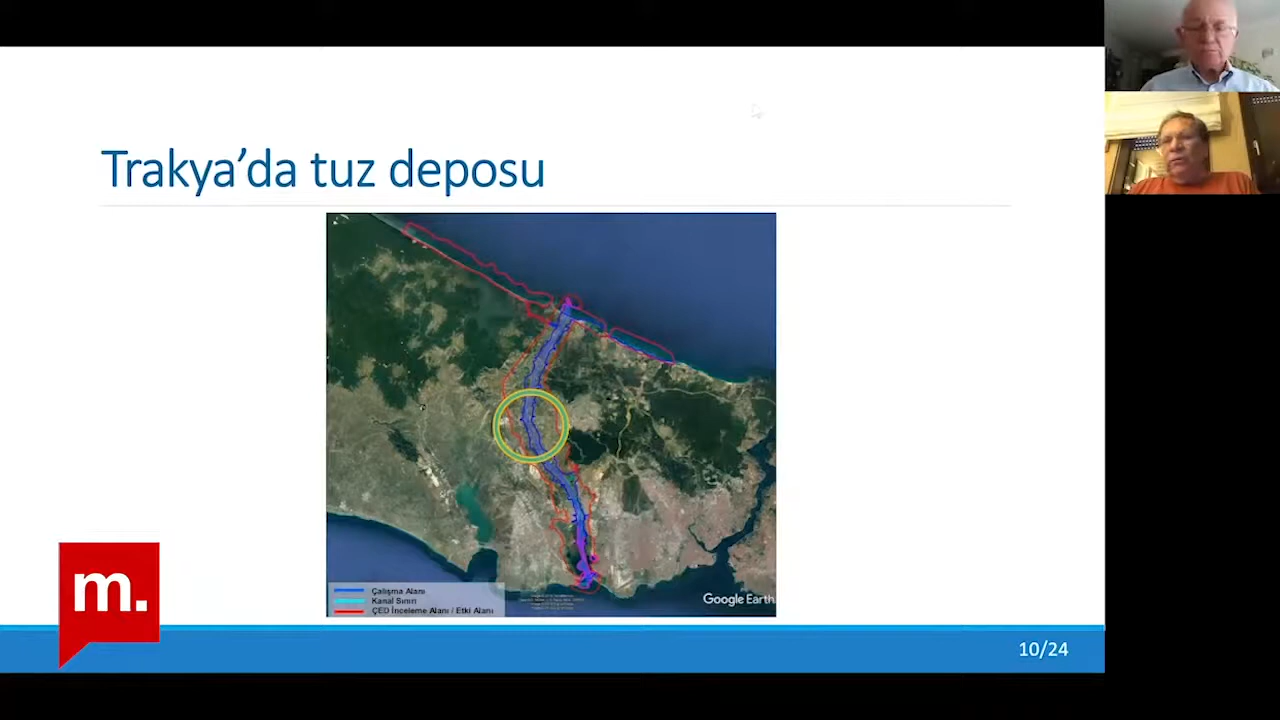 Trakya’da tuz deposu
Çalışma Alanı
Kanal Sınırı
ÇED İnceleme Alanı / Etki Alanı
Google Earth
m.
10/24